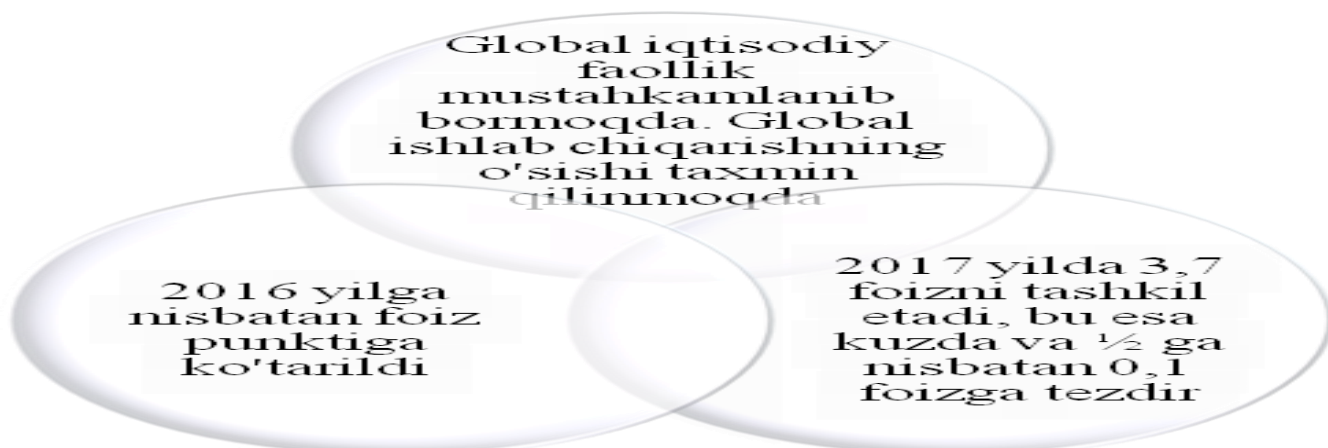 Global iqtisodiy
faollik
mustahkamlanib
bormoqda. Global
ishlab chiqarishning
o'sishi taxmin
qilinmoqda
2016 yilga
nisbatan foiz
punktiga
ko'tarildi
2017 yilda 3,7
foizni tashkil
etadi, bu esa
kuzda va ½ ga
nisbatan 0,1
foizga tezdir